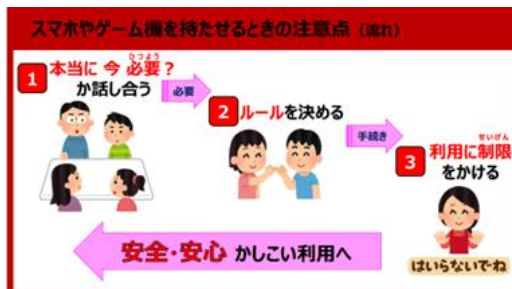 スマホやゲーム機を持たせるときの注意点（流れ）
1 本当に 今 必要？
ひつよう
か話し合う
必要
2 ルールを決める
手続き
3 利用に制限
せいげん
をかける
はいらないでね
安全・安心 かしこい利用へ